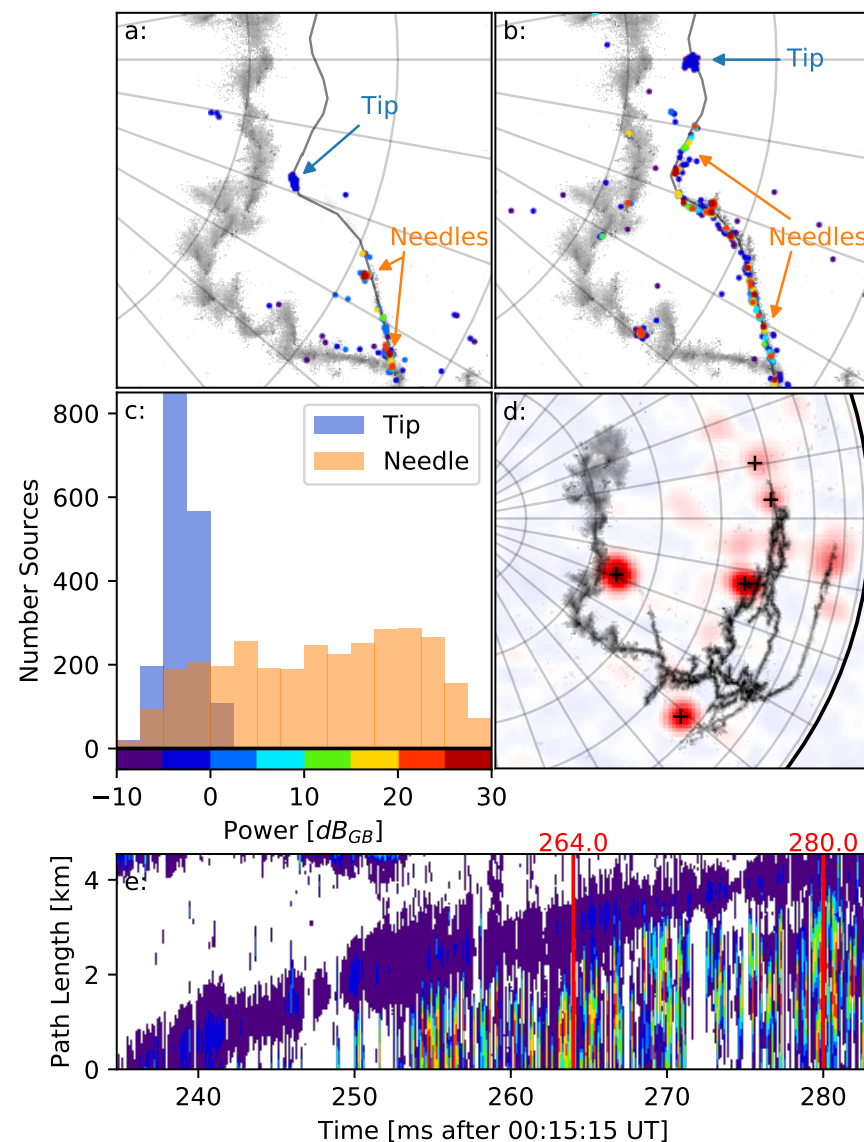 a:
Tip
Needles
b:
Tip
Needles
c:
Tip
Needle
800
600
400
200
0
Number Sources
−10 0 10 20 30
Power [dB_GB]
d:
264.0 280.0
e:
4
2
0
Path Length [km]
240 250 260 270 280
Time [ms after 00:15:15 UT]